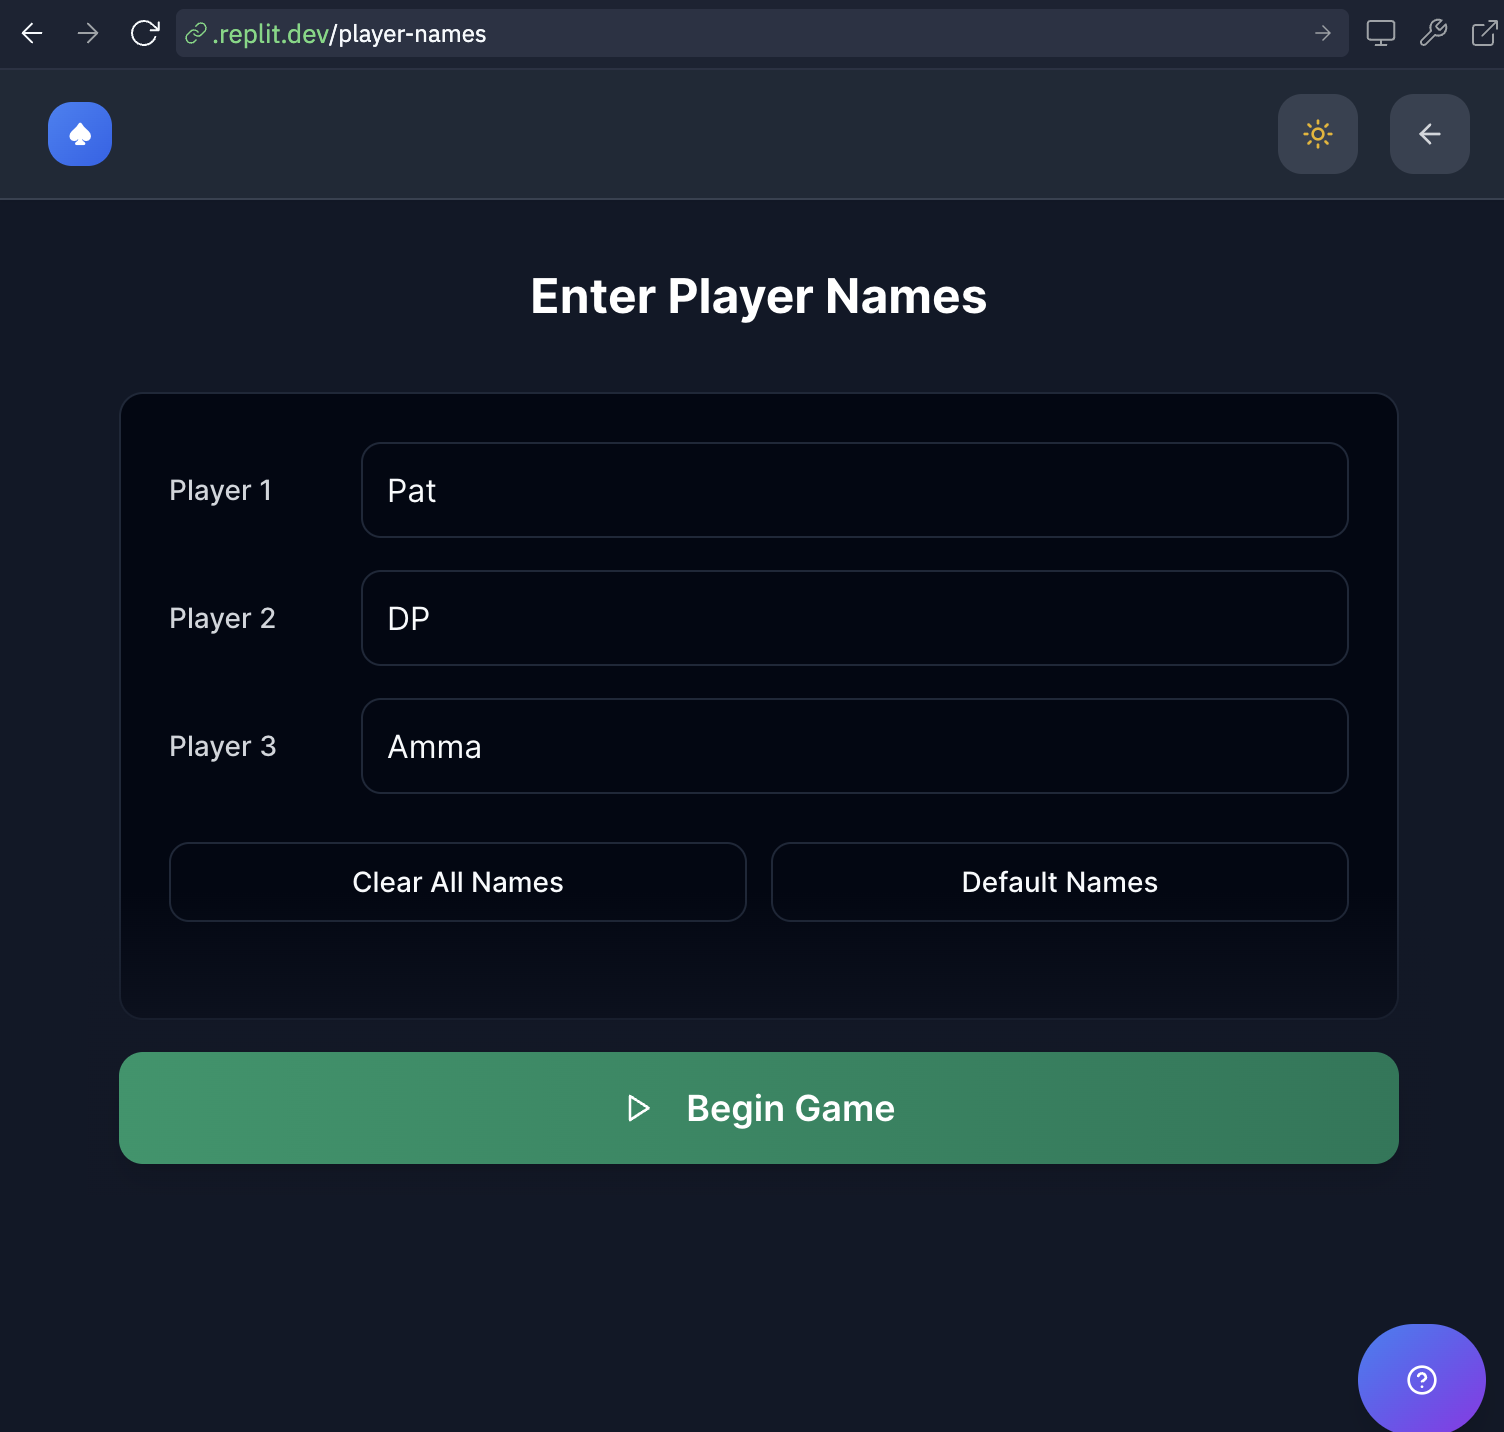 .replit.dev/player-names
Enter Player Names
Player 1
Pat
Player 2
DP
Player 3
Amma
Clear All Names
Default Names
Begin Game